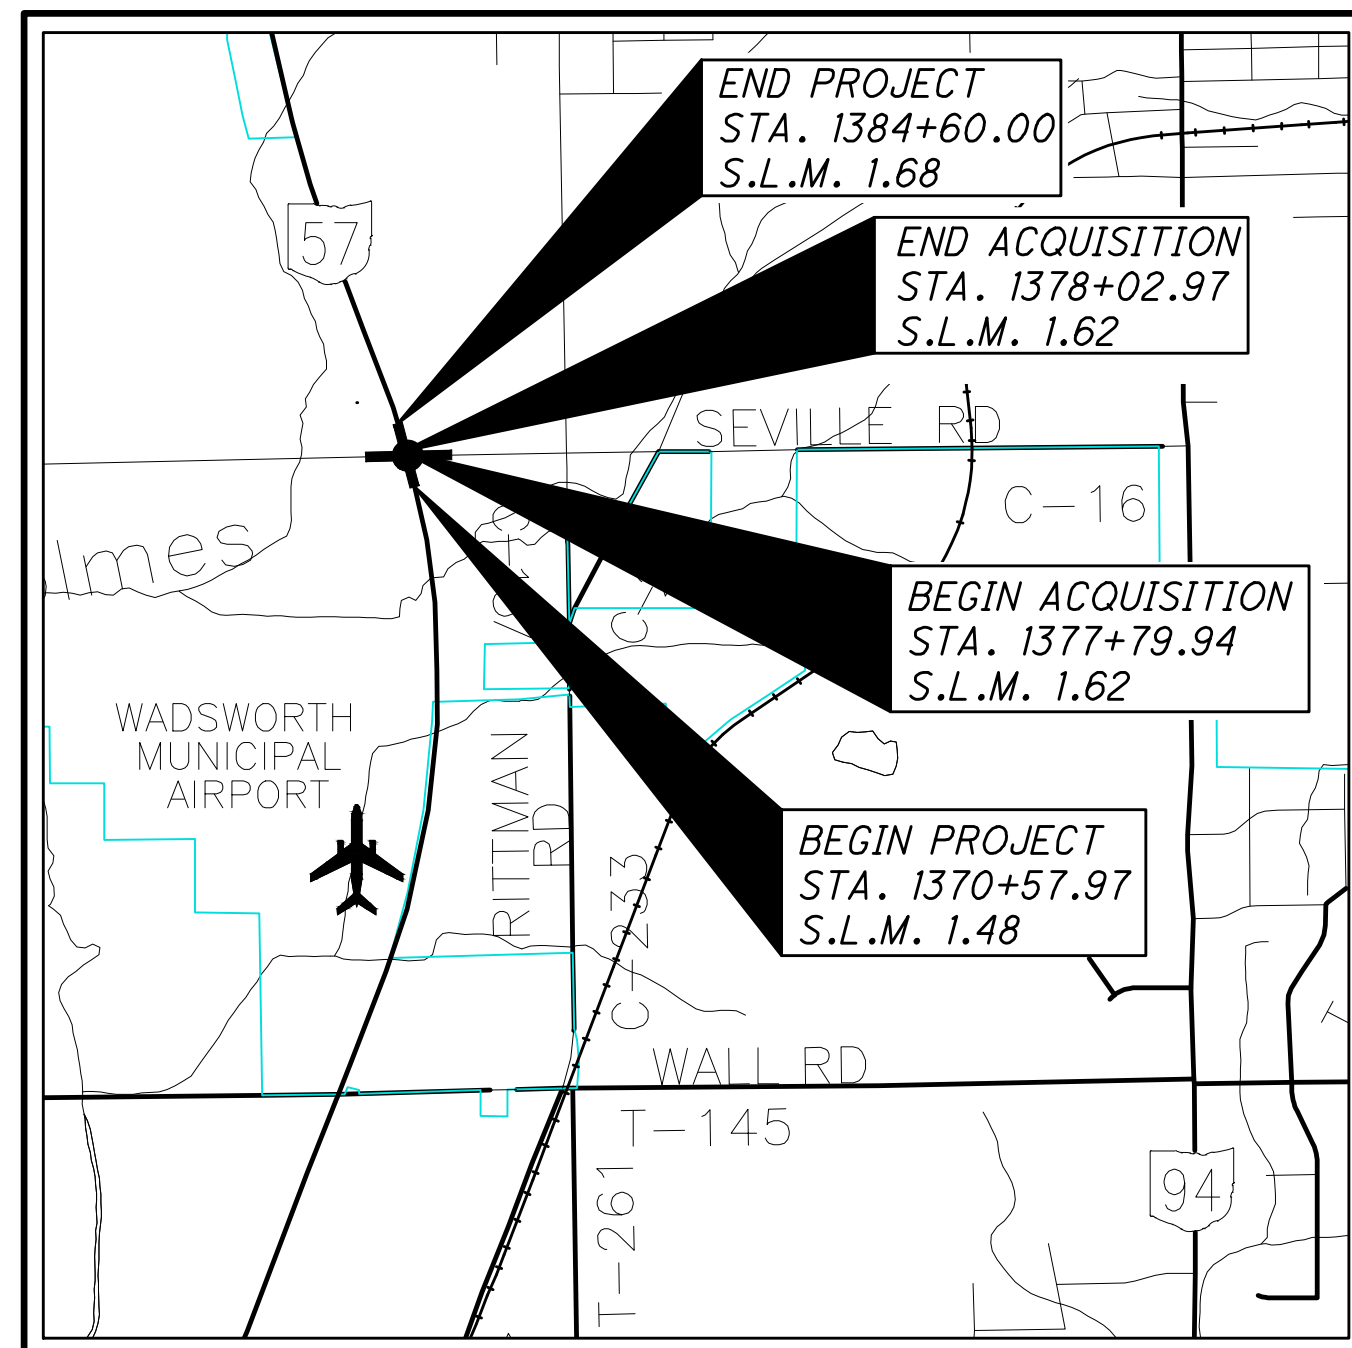 END PROJECT
STA. 1384+60.00
S.L.M. 1.68
57
END ACQUISITION
STA. 1378+02.97
S.L.M. 1.62
SEVILLE RD
C-16
lmes
BEGIN ACQUISITION
STA. 1377+79.94
S.L.M. 1.62
WADSWORTH
MUNICIPAL
AIRPORT
RITTMAN
RD
BEGIN PROJECT
STA. 1370+57.97
S.L.M. 1.48
C-233
WALL RD
T-145
T-261
94